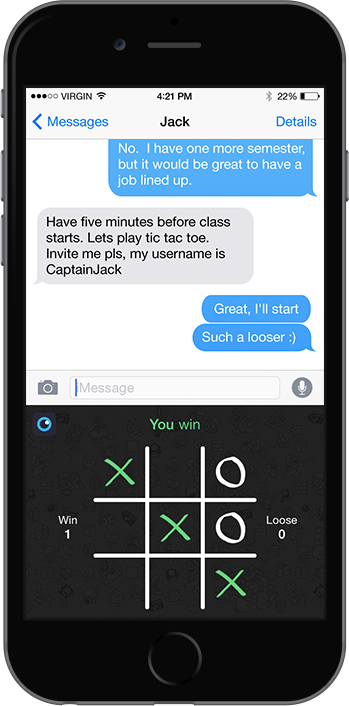 VIRGIN 4:21 PM 22%
Messages Jack Details
No. I have one more semester,
but it would be great to have a
job lined up.
Have five minutes before class
starts. Lets play tic tac toe.
Invite me pls, my username is
CaptainJack
Great, I'll start
Such a looser :)
iMessage
You win
X O
Win X O Loose
1 0
X